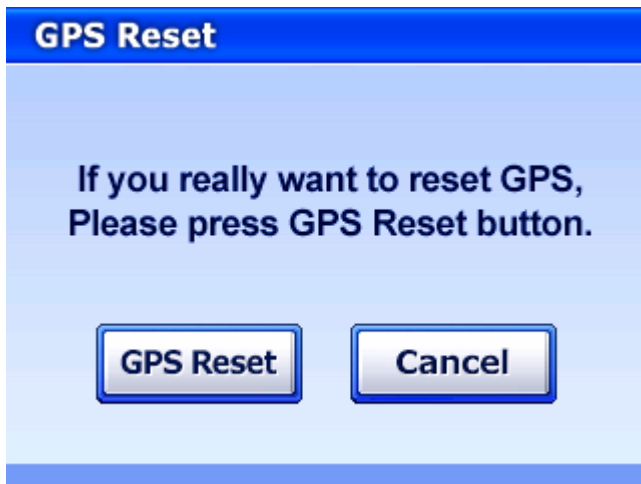 GPS Reset
If you really want to reset GPS,
Please press GPS Reset button.
GPS Reset
Cancel